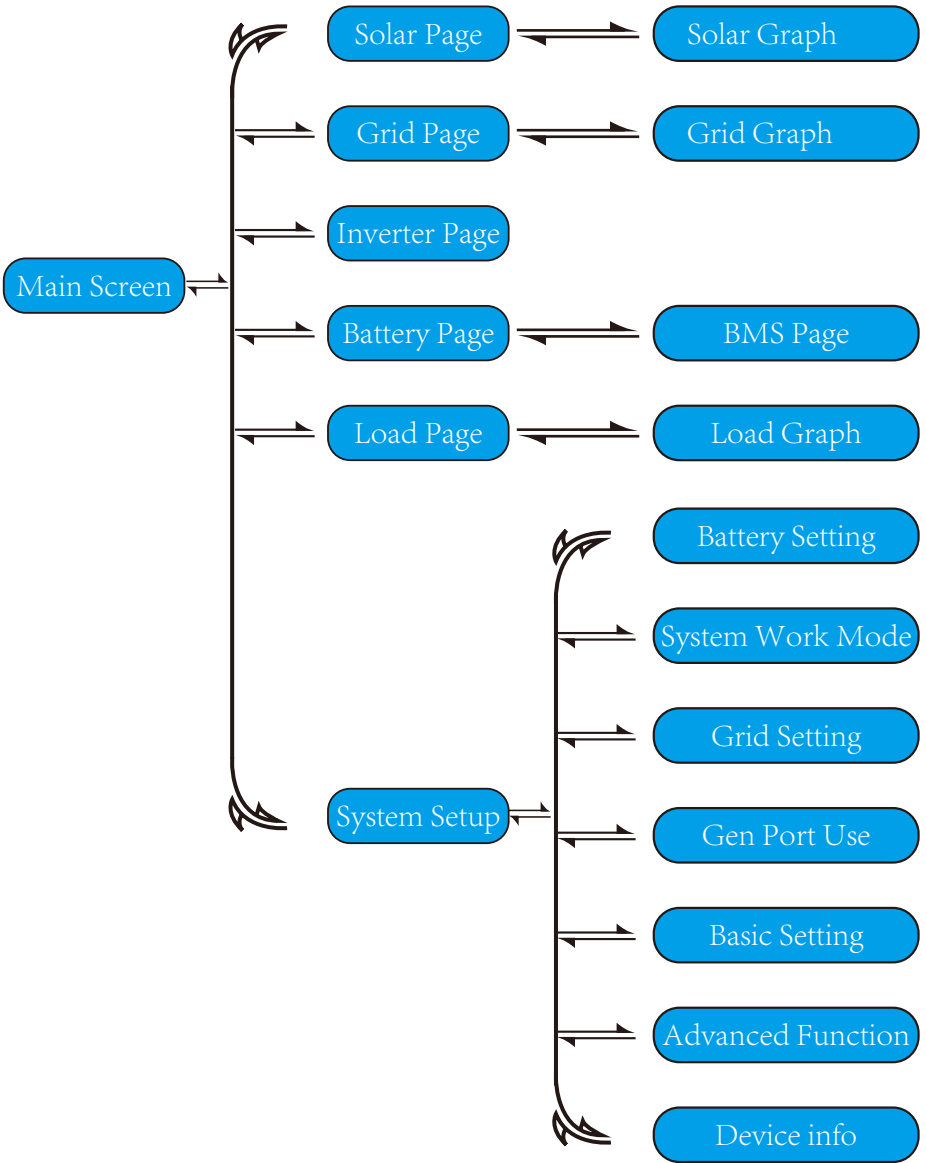 Solar Page
Solar Graph
Grid Page
Grid Graph
Inverter Page
Main Screen
Battery Page
BMS Page
Load Page
Load Graph
Battery Setting
System Work Mode
Grid Setting
System Setup
Gen Port Use
Basic Setting
Advanced Function
Device info